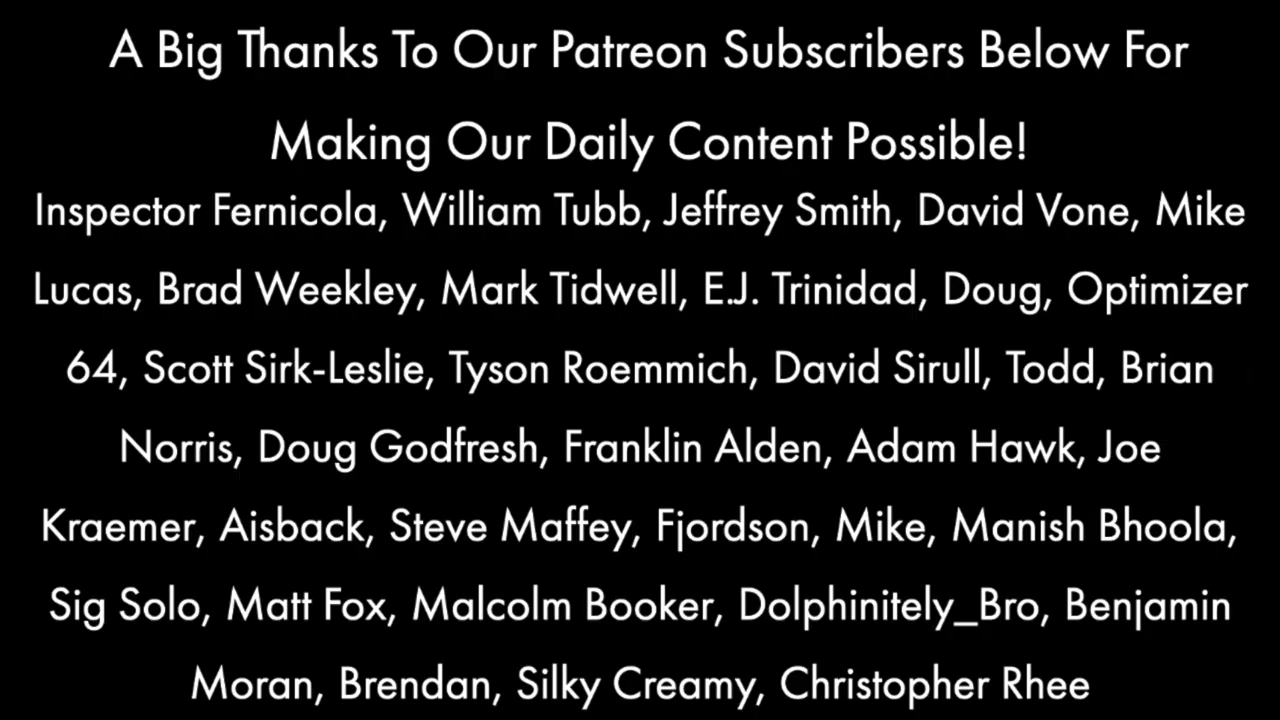 A Big Thanks To Our Patreon Subscribers Below For
Making Our Daily Content Possible!
Inspector Fernicola, William Tubb, Jeffrey Smith, David Vone, Mike
Lucas, Brad Weekley, Mark Tidwell, E.J. Trinidad, Doug, Optimizer
64, Scott Sirk-Leslie, Tyson Roemmich, David Sirull, Todd, Brian
Norris, Doug Godfresh, Franklin Alden, Adam Hawk, Joe
Kraemer, Aisback, Steve Maffey, Fjordson, Mike, Manish Bhoola,
Sig Solo, Matt Fox, Malcolm Booker, Dolphinitely_Bro, Benjamin
Moran, Brendan, Silky Creamy, Christopher Rhee